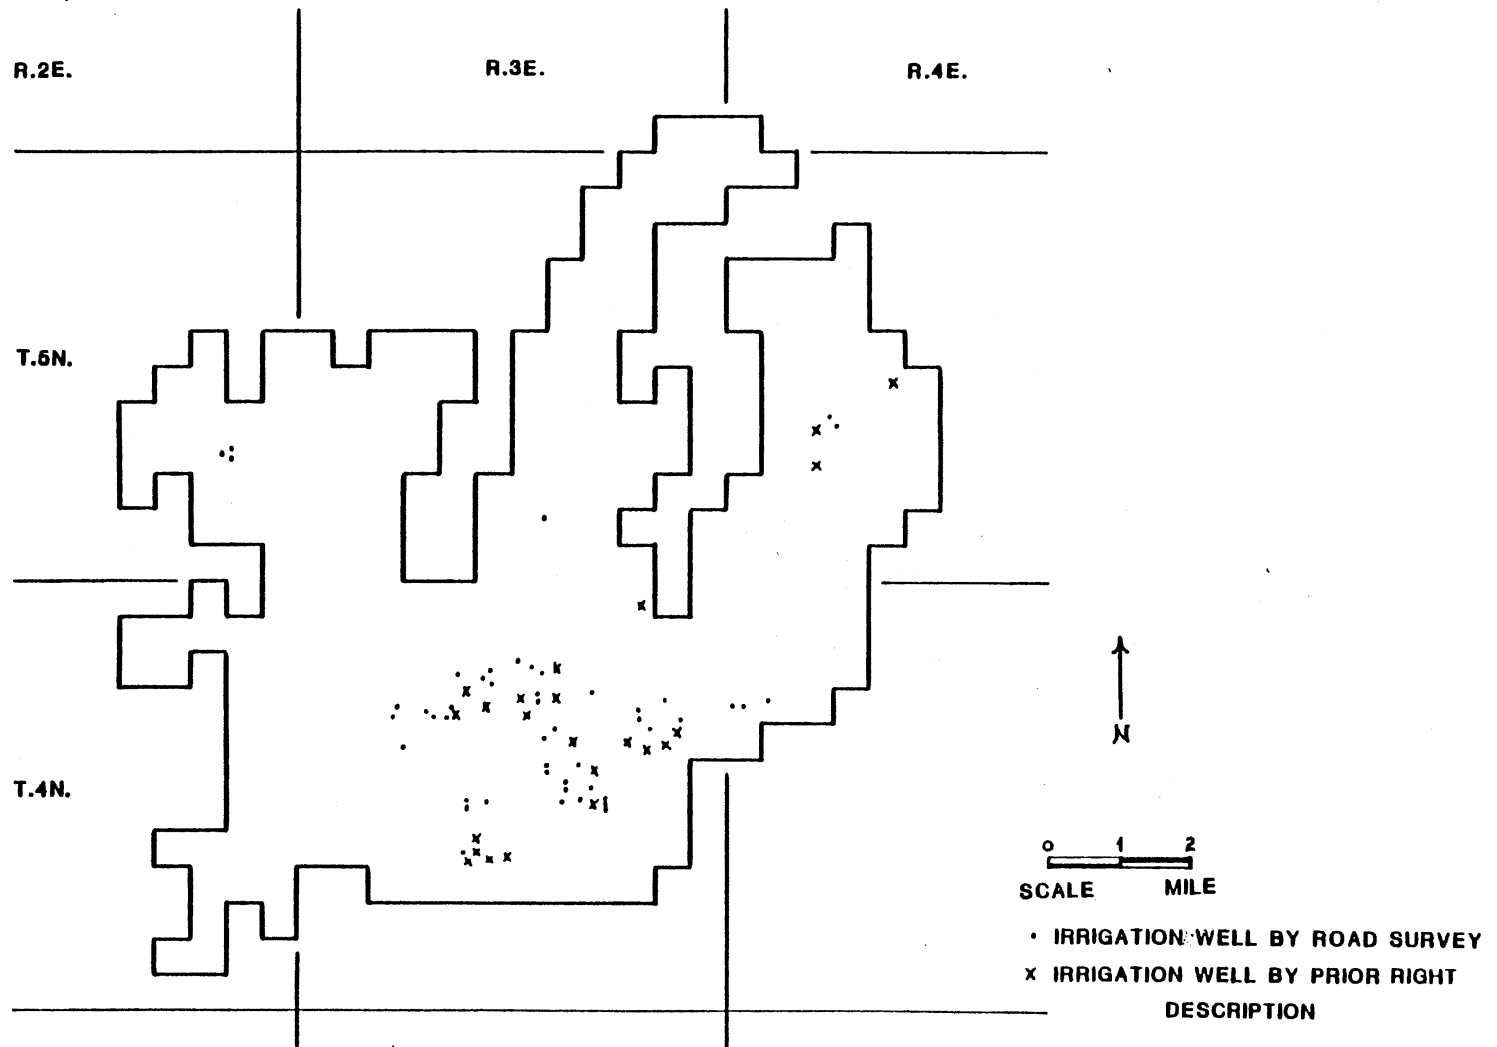 R.2E.
R.3E.
R.4E.
T.5N.
T.4N.
N
0 1 2
SCALE MILE
. IRRIGATION WELL BY ROAD SURVEY
x IRRIGATION WELL BY PRIOR RIGHT
DESCRIPTION